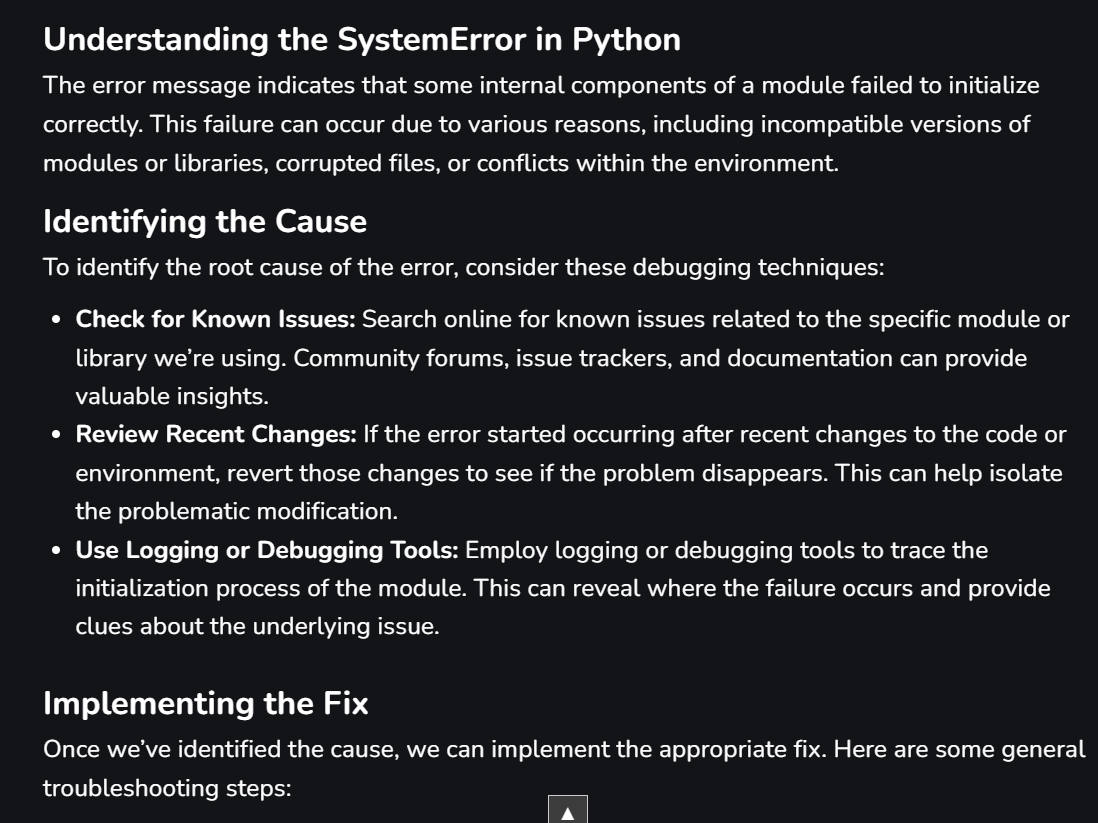 Understanding the SystemError in Python
The error message indicates that some internal components of a module failed to initialize
correctly. This failure can occur due to various reasons, including incompatible versions of
modules or libraries, corrupted files, or conflicts within the environment.
Identifying the Cause
To identify the root cause of the error, consider these debugging techniques:
• Check for Known Issues: Search online for known issues related to the specific module or
library we’re using. Community forums, issue trackers, and documentation can provide
valuable insights.
• Review Recent Changes: If the error started occurring after recent changes to the code or
environment, revert those changes to see if the problem disappears. This can help isolate
the problematic modification.
• Use Logging or Debugging Tools: Employ logging or debugging tools to trace the
initialization process of the module. This can reveal where the failure occurs and provide
clues about the underlying issue.
Implementing the Fix
Once we’ve identified the cause, we can implement the appropriate fix. Here are some general
troubleshooting steps: